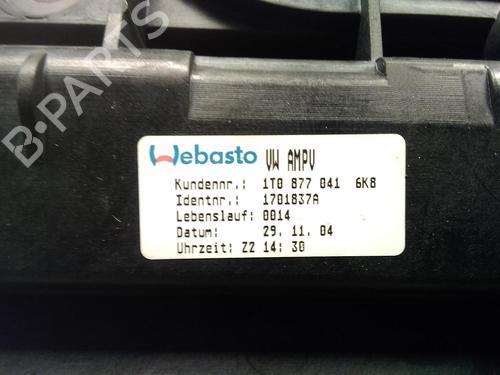 B-PARTS
Webasto VW AMPV
Kundennr.: 1T0 877 041 6K8
Identnr.: 1701837A
Lebenslauf: 0014
Datum: 29. 11. 04
Uhrzeit: Z2 14: 30